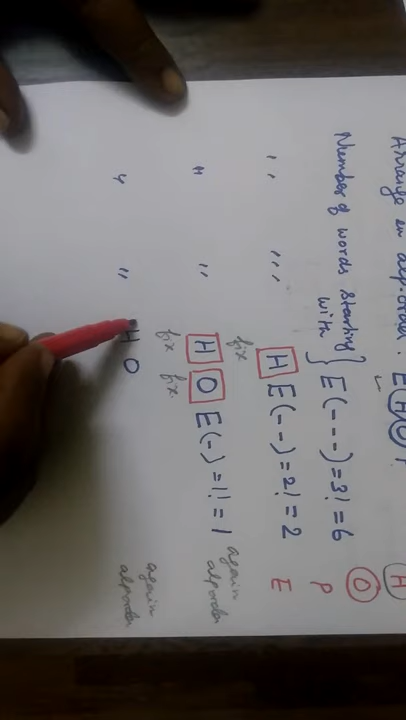 Arrange in alp.order. E, H, O, P
Number of words starting with } E(---)=3!=6 P
" " H E(--)=2!=2 E
fix
" " H O E(-)=1!=1 again alp order
fix fix
" " H O again alp order
H
O